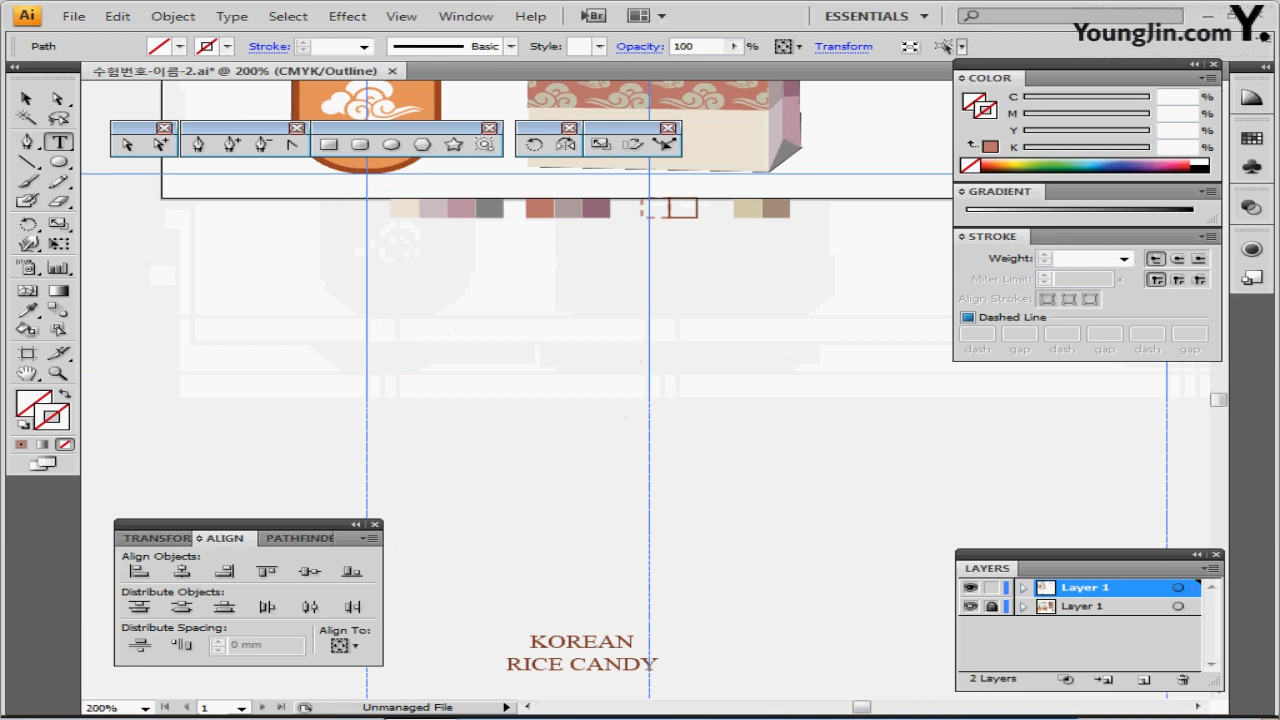 Ai File Edit Object Type Select Effect View Window Help Br ESSENTIALS
YoungJin.com Y.
Path Stroke: Basic Style: Opacity: 100 % Transform
수험번호-이름-2.ai* @ 200% (CMYK/Outline)
COLOR
C %
M %
Y %
K %
GRADIENT
STROKE
Weight:
Miter Limit: x
Align Stroke:
Dashed Line
dash gap dash gap dash gap
TRANSFOR ALIGN PATHFINDE
Align Objects:
Distribute Objects:
Distribute Spacing: Align To:
0 mm
KOREAN
RICE CANDY
LAYERS
Layer 1
Layer 1
2 Layers
200% 1 Unmanaged File